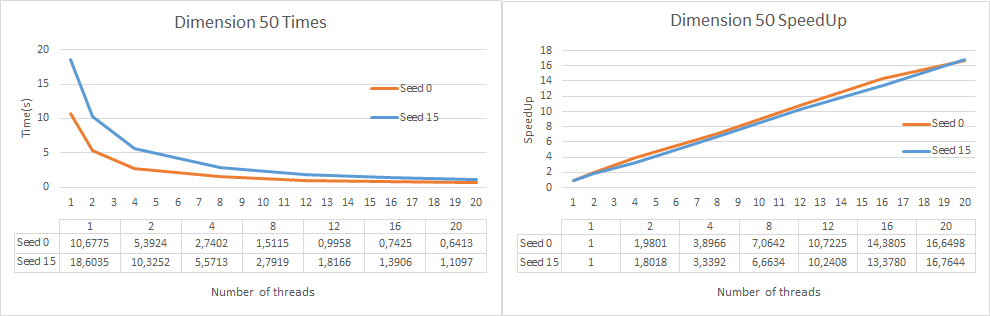 Dimension 50 Times
20
15
10
5
0
Time(s)
Seed 0
Seed 15
1 2 3 4 5 6 7 8 9 10 11 12 13 14 15 16 17 18 19 20
1 2 4 8 12 16 20
Seed 0 10,6775 5,3924 2,7402 1,5115 0,9958 0,7425 0,6413
Seed 15 18,6035 10,3252 5,5713 2,7919 1,8166 1,3906 1,1097
Number of threads
Dimension 50 SpeedUp
18
16
14
12
10
8
6
4
2
0
SpeedUp
Seed 0
Seed 15
1 2 3 4 5 6 7 8 9 10 11 12 13 14 15 16 17 18 19 20
1 2 4 8 12 16 20
Seed 0 1 1,9801 3,8966 7,0642 10,7225 14,3805 16,6498
Seed 15 1 1,8018 3,3392 6,6634 10,2408 13,3780 16,7644
Number of threads